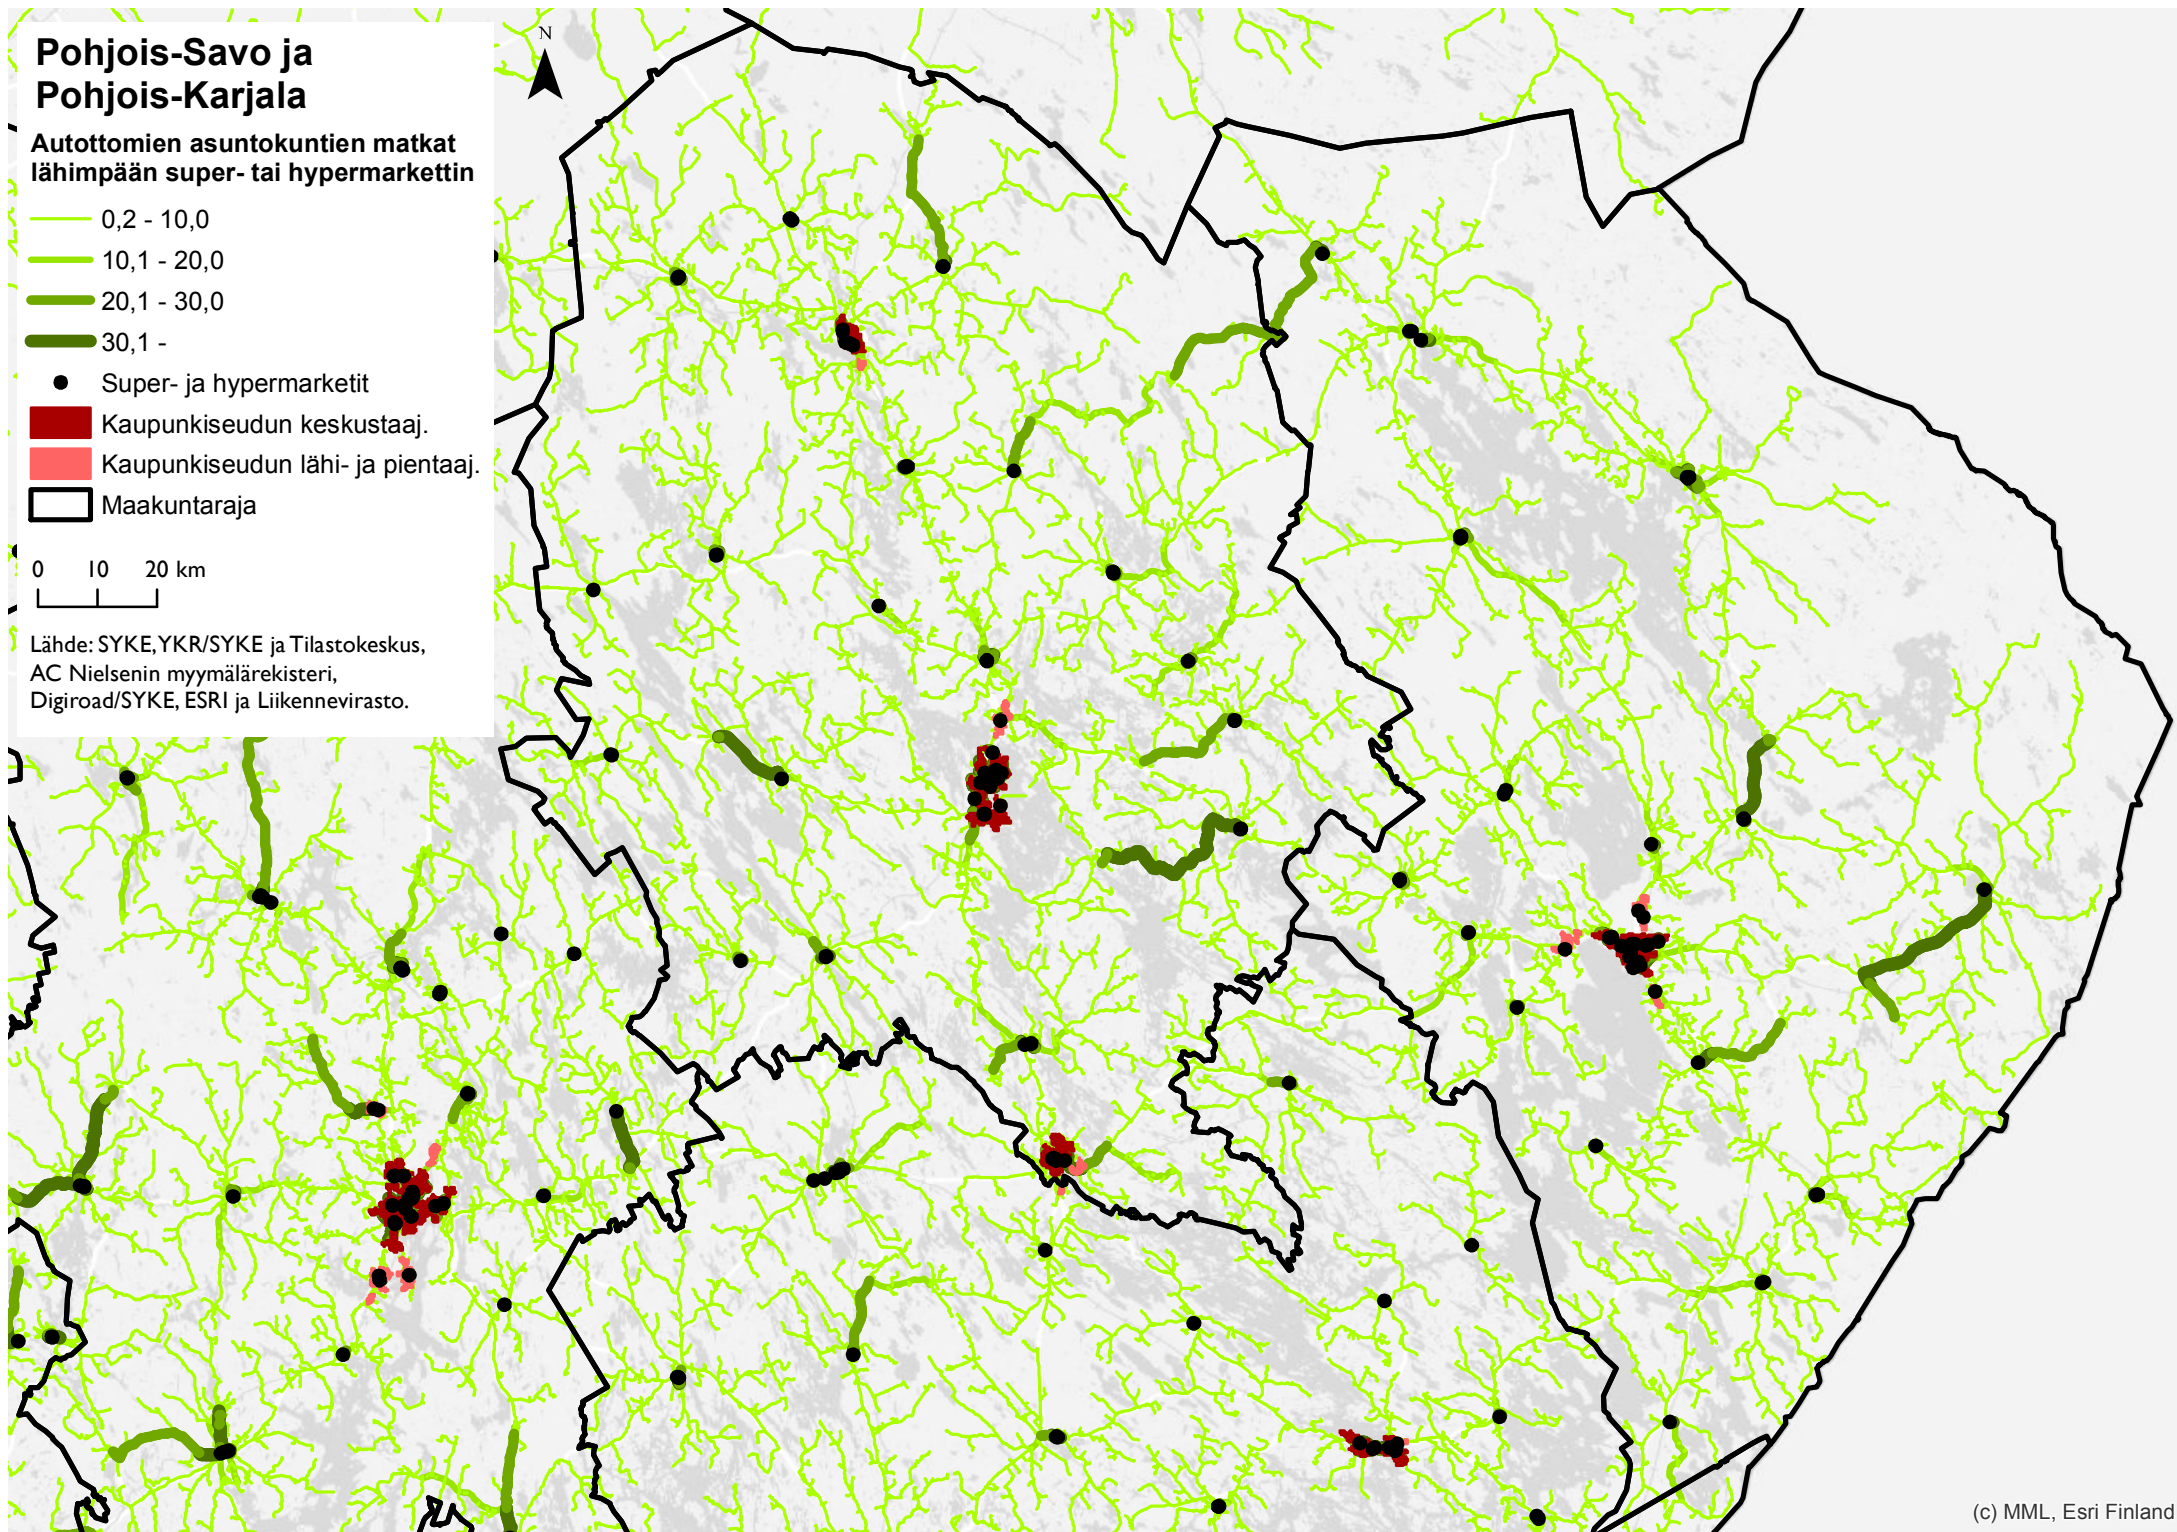 Pohjois-Savo ja
Pohjois-Karjala
Autottomien asuntokuntien matkat
lähimpään super- tai hypermarkettin
0,2 - 10,0
10,1 - 20,0
20,1 - 30,0
30,1 -
Super- ja hypermarketit
Kaupunkiseudun keskustaaj.
Kaupunkiseudun lähi- ja pientaaj.
Maakuntaraja
0 10 20 km
Lähde: SYKE, YKR/SYKE ja Tilastokeskus,
AC Nielsenin myymälärekisteri,
Digiroad/SYKE, ESRI ja Liikennevirasto.
N
(c) MML, Esri Finland